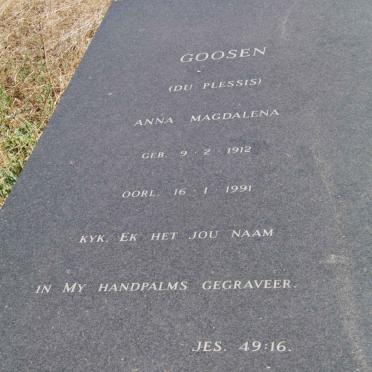 GOOSEN
(DU PLESSIS)
ANNA MAGDALENA
GEB. 9 · 2 · 1912
OORL. 16 · 1 · 1991
KYK, EK HET JOU NAAM
IN MY HANDPALMS GEGRAVEER.
JES. 49:16.